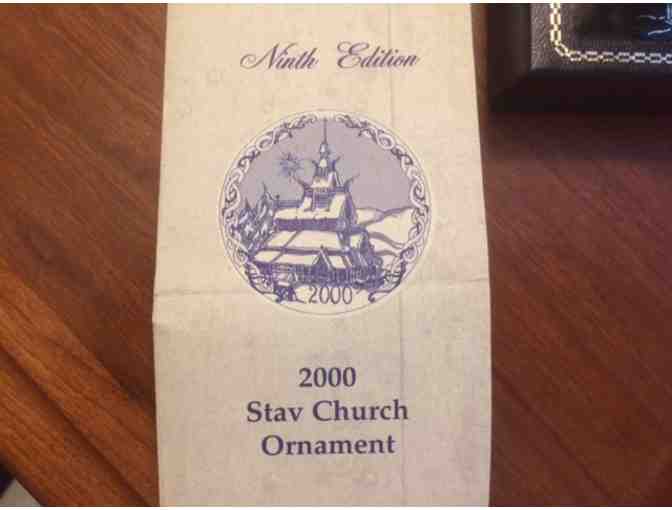 Ninth Edition
2000
2000
Stav Church
Ornament